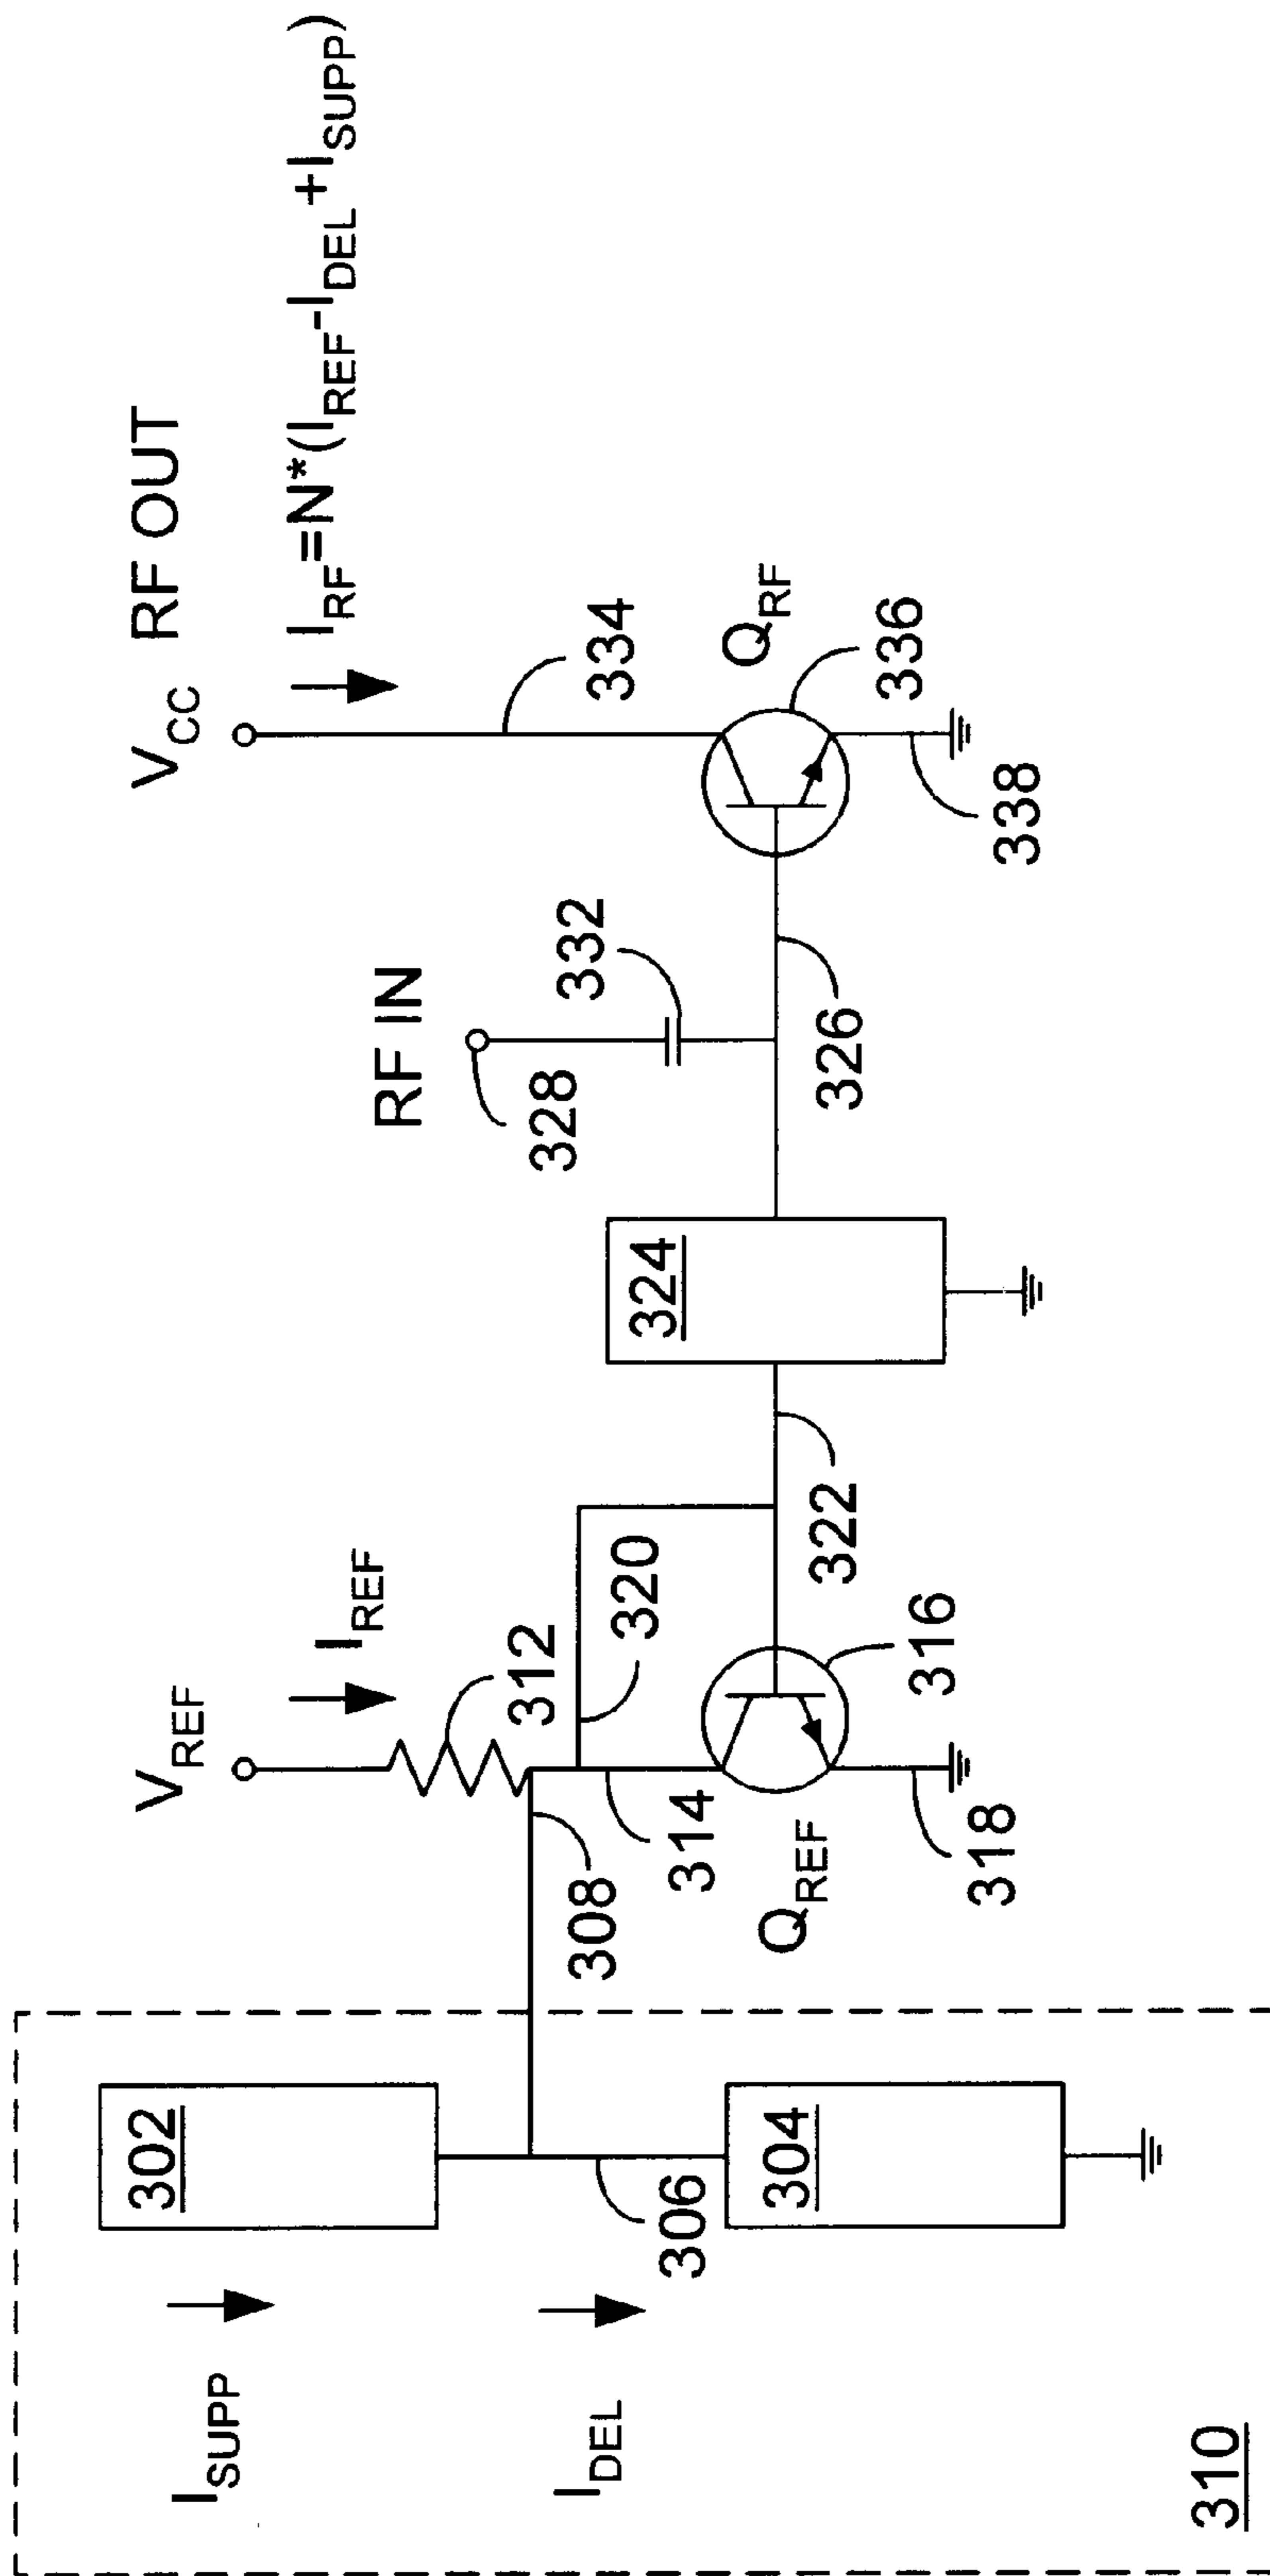 V_CC RF OUT
I_RF=N*(I_REF-I_DEL+I_SUPP)
334
Q_RF
336
338
RF IN
328
332
326
324
322
V_REF
I_REF
312
320
308
314
316
Q_REF
318
302
304
306
I_SUPP
I_DEL
310